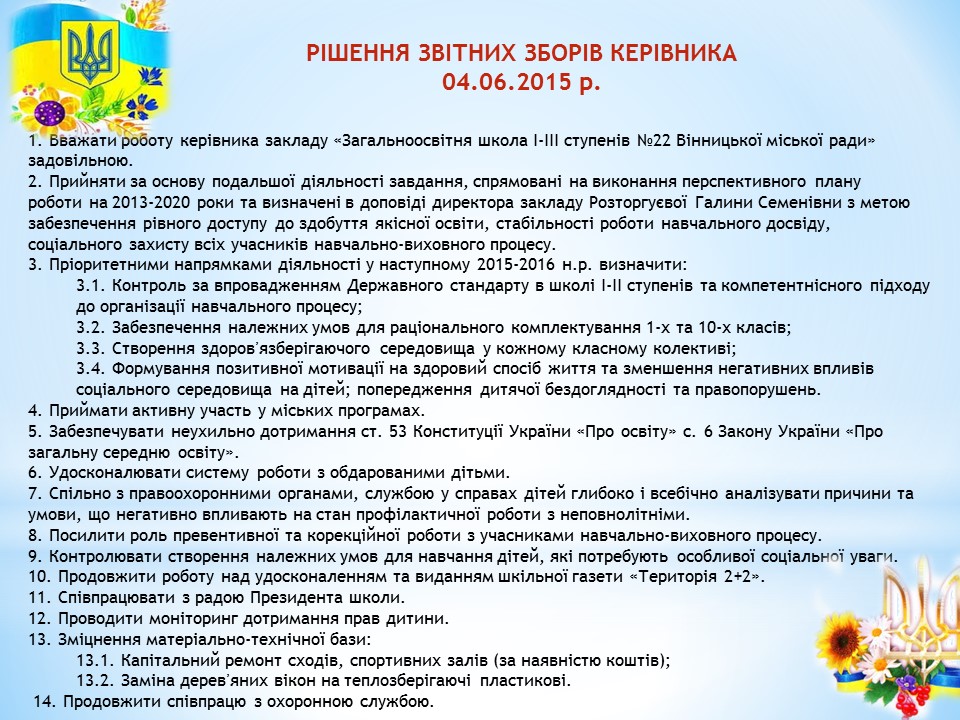 РІШЕННЯ ЗВІТНИХ ЗБОРІВ КЕРІВНИКА
04.06.2015 р.
1. Вважати роботу керівника закладу «Загальноосвітня школа І-ІІІ ступенів №22 Вінницької міської ради»
задовільною.
2. Прийняти за основу подальшої діяльності завдання, спрямовані на виконання перспективного плану
роботи на 2013-2020 роки та визначені в доповіді директора закладу Розторгуєвої Галини Семенівни з метою
забезпечення рівного доступу до здобуття якісної освіти, стабільності роботи навчального досвіду,
соціального захисту всіх учасників навчально-виховного процесу.
3. Пріоритетними напрямками діяльності у наступному 2015-2016 н.р. визначити:
3.1. Контроль за впровадженням Державного стандарту в школі І-ІІ ступенів та компетентнісного підходу
до організації навчального процесу;
3.2. Забезпечення належних умов для раціонального комплектування 1-х та 10-х класів;
3.3. Створення здоров'язберігаючого середовища у кожному класному колективі;
3.4. Формування позитивної мотивації на здоровий спосіб життя та зменшення негативних впливів
соціального середовища на дітей; попередження дитячої бездоглядності та правопорушень.
4. Приймати активну участь у міських програмах.
5. Забезпечувати неухильно дотримання ст. 53 Конституції України «Про освіту» с. 6 Закону України «Про
загальну середню освіту».
6. Удосконалювати систему роботи з обдарованими дітьми.
7. Спільно з правоохоронними органами, службою у справах дітей глибоко і всебічно аналізувати причини та
умови, що негативно впливають на стан профілактичної роботи з неповнолітніми.
8. Посилити роль превентивної та корекційної роботи з учасниками навчально-виховного процесу.
9. Контролювати створення належних умов для навчання дітей, які потребують особливої соціальної уваги.
10. Продовжити роботу над удосконаленням та виданням шкільної газети «Територія 2+2».
11. Співпрацювати з радою Президента школи.
12. Проводити моніторинг дотримання прав дитини.
13. Зміцнення матеріально-технічної бази:
13.1. Капітальний ремонт сходів, спортивних залів (за наявністю коштів);
13.2. Заміна дерев'яних вікон на теплозберігаючі пластикові.
14. Продовжити співпрацю з охоронною службою.